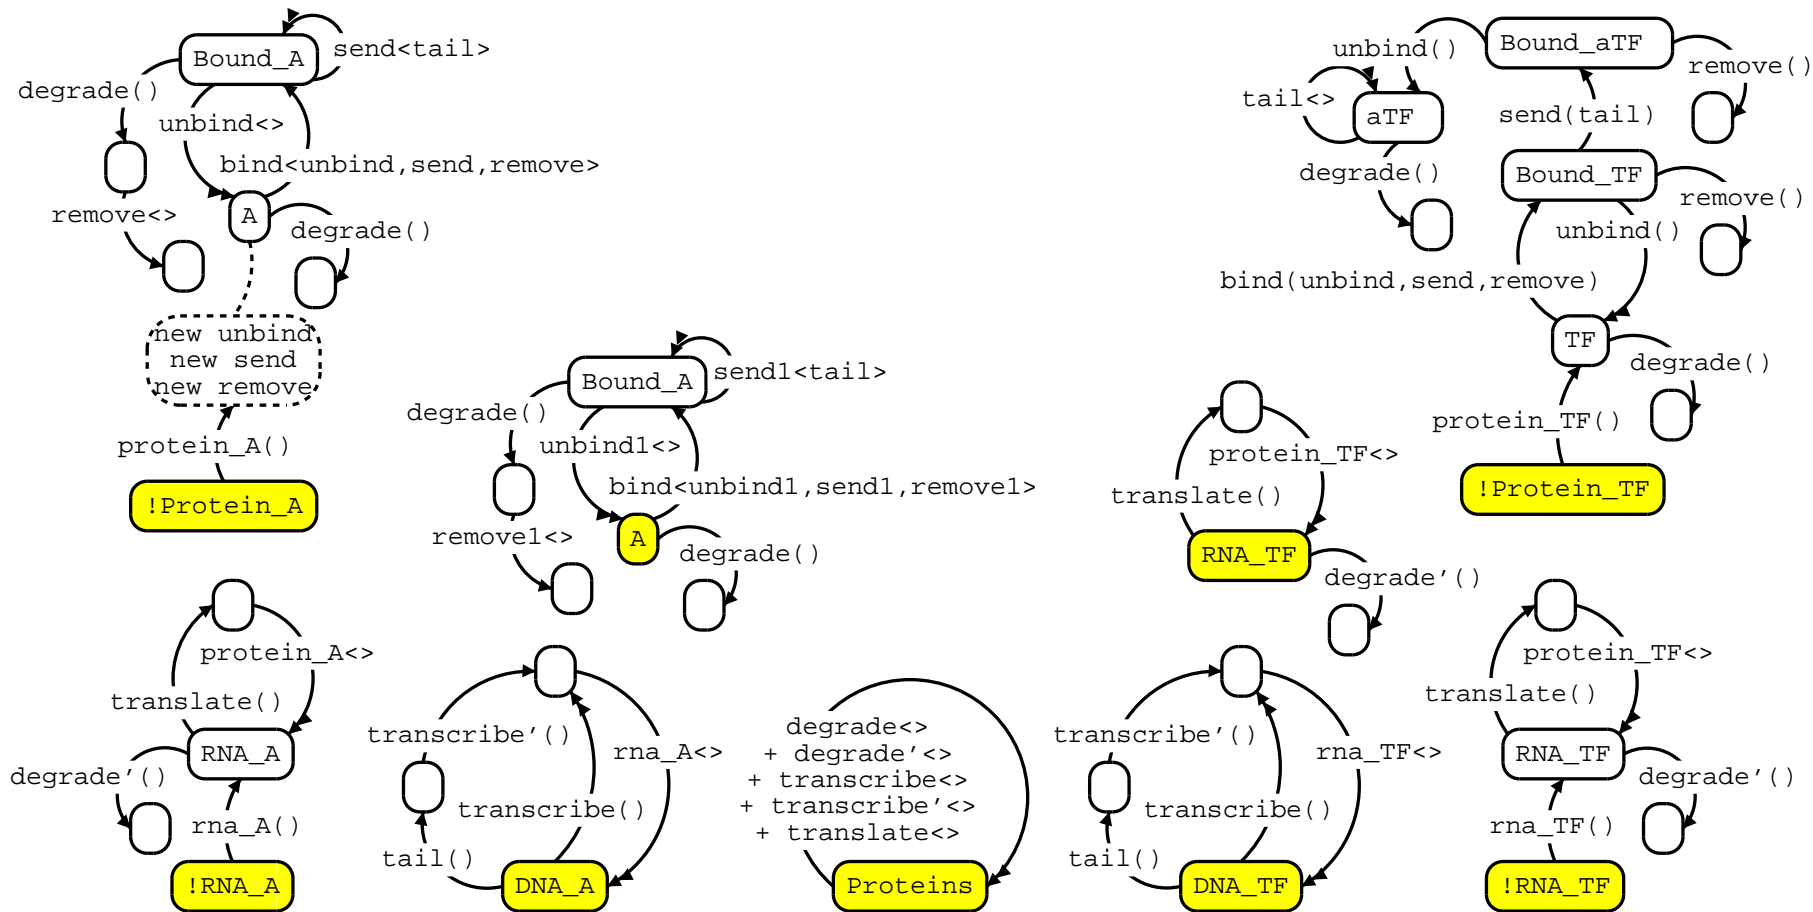 Bound_A
send<tail>
degrade()
unbind<>
bind<unbind,send,remove>
remove<>
A
degrade()
new unbind
new send
new remove
protein_A()
!Protein_A
Bound_A
send1<tail>
degrade()
unbind1<>
bind<unbind1,send1,remove1>
remove1<>
A
degrade()
Bound_aTF
unbind()
remove()
tail<>
aTF
send(tail)
degrade()
Bound_TF
remove()
unbind()
bind(unbind,send,remove)
TF
degrade()
protein_TF()
!Protein_TF
protein_TF<>
translate()
RNA_TF
degrade'()
protein_A<>
translate()
RNA_A
degrade'()
rna_A()
!RNA_A
transcribe'()
rna_A<>
transcribe()
tail()
DNA_A
degrade<>
+ degrade'<>
+ transcribe<>
+ transcribe'<>
+ translate<>
Proteins
transcribe'()
rna_TF<>
transcribe()
tail()
DNA_TF
protein_TF<>
translate()
RNA_TF
degrade'()
rna_TF()
!RNA_TF